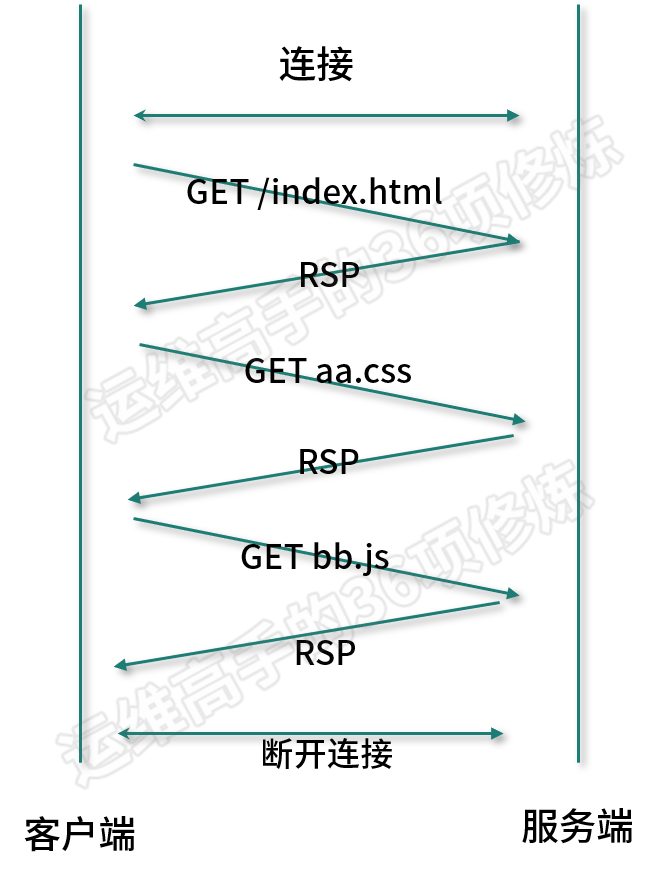 连接
GET /index.html
RSP
GET aa.css
RSP
GET bb.js
RSP
断开连接
客户端
服务端
运维高手的36项修炼
运维高手的36项修炼